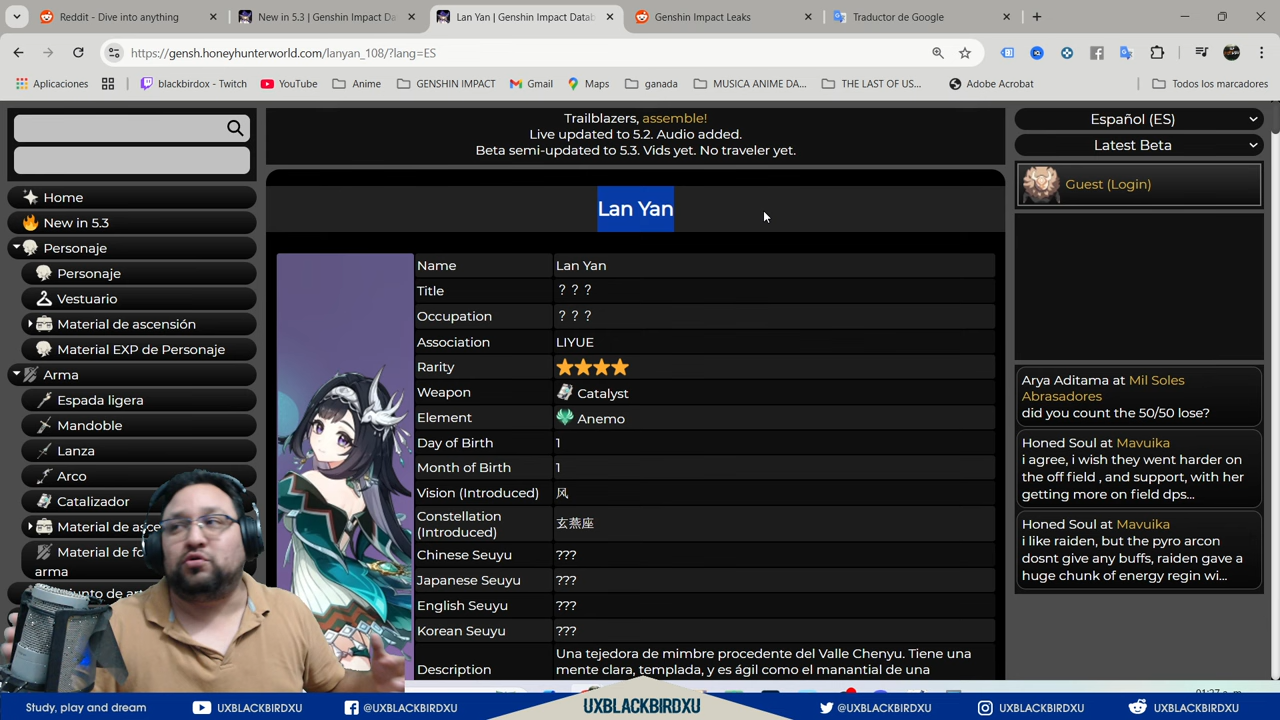 Reddit - Dive into anything
New in 5.3 | Genshin Impact Da
Lan Yan | Genshin Impact Datab
Genshin Impact Leaks
Traductor de Google
https://gensh.honeyhunterworld.com/lanyan_108/?lang=ES
Aplicaciones
blackbirdox - Twitch
YouTube
Anime
GENSHIN IMPACT
Gmail
Maps
ganada
MUSICA ANIME DA...
THE LAST OF US...
Adobe Acrobat
Todos los marcadores
Trailblazers, assemble!
Live updated to 5.2. Audio added.
Beta semi-updated to 5.3. Vids yet. No traveler yet.
Home
New in 5.3
Personaje
Personaje
Vestuario
Material de ascensión
Material EXP de Personaje
Arma
Espada ligera
Mandoble
Lanza
Arco
Catalizador
Material de asce
Material de fo
arma
Lan Yan
Name Lan Yan
Title ？？？
Occupation ？？？
Association LIYUE
Rarity
Weapon Catalyst
Element Anemo
Day of Birth 1
Month of Birth 1
Vision (Introduced) 风
Constellation
(Introduced) 玄燕座
Chinese Seuyu ???
Japanese Seuyu ???
English Seuyu ???
Korean Seuyu ???
Description
Una tejedora de mimbre procedente del Valle Chenyu. Tiene una
mente clara, templada, y es ágil como el manantial de una
Español (ES)
Latest Beta
Guest (Login)
Arya Aditama at Mil Soles
Abrasadores
did you count the 50/50 lose?
Honed Soul at Mavuika
i agree, i wish they went harder on
the off field , and support, with her
getting more on field dps...
Honed Soul at Mavuika
i like raiden, but the pyro arcon
dosnt give any buffs, raiden gave a
huge chunk of energy regin wi...
Study, play and dream
UXBLACKBIRDXU
@UXBLACKBIRDXU
UXBLACKBIRDXU
@UXBLACKBIRDXU
UXBLACKBIRDXU
UXBLACKBIRDXU